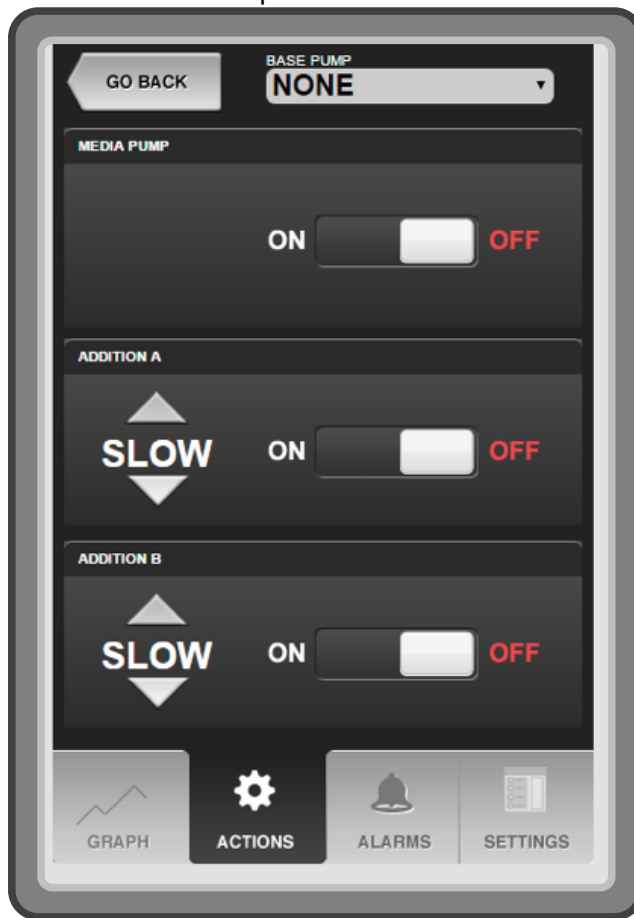 BASE PUMP
GO BACK
NONE
MEDIA PUMP
ON OFF
ADDITION A
SLOW ON OFF
ADDITION B
SLOW ON OFF
GRAPH ACTIONS ALARMS SETTINGS